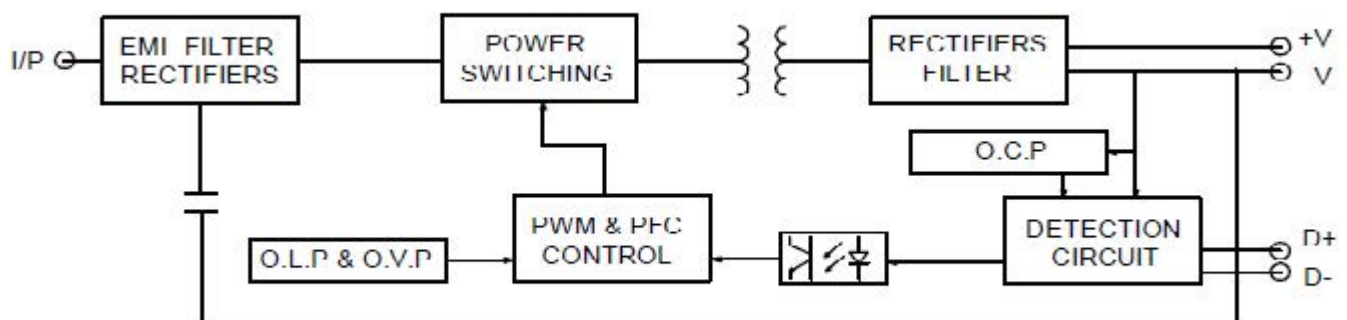 I/P
EMI FILTER
RECTIFIERS
POWER
SWITCHING
RECTIFIERS
FILTER
+V
V
O.C.P
PWM & PFC
CONTROL
O.L.P & O.V.P
DETECTION
CIRCUIT
D+
D-